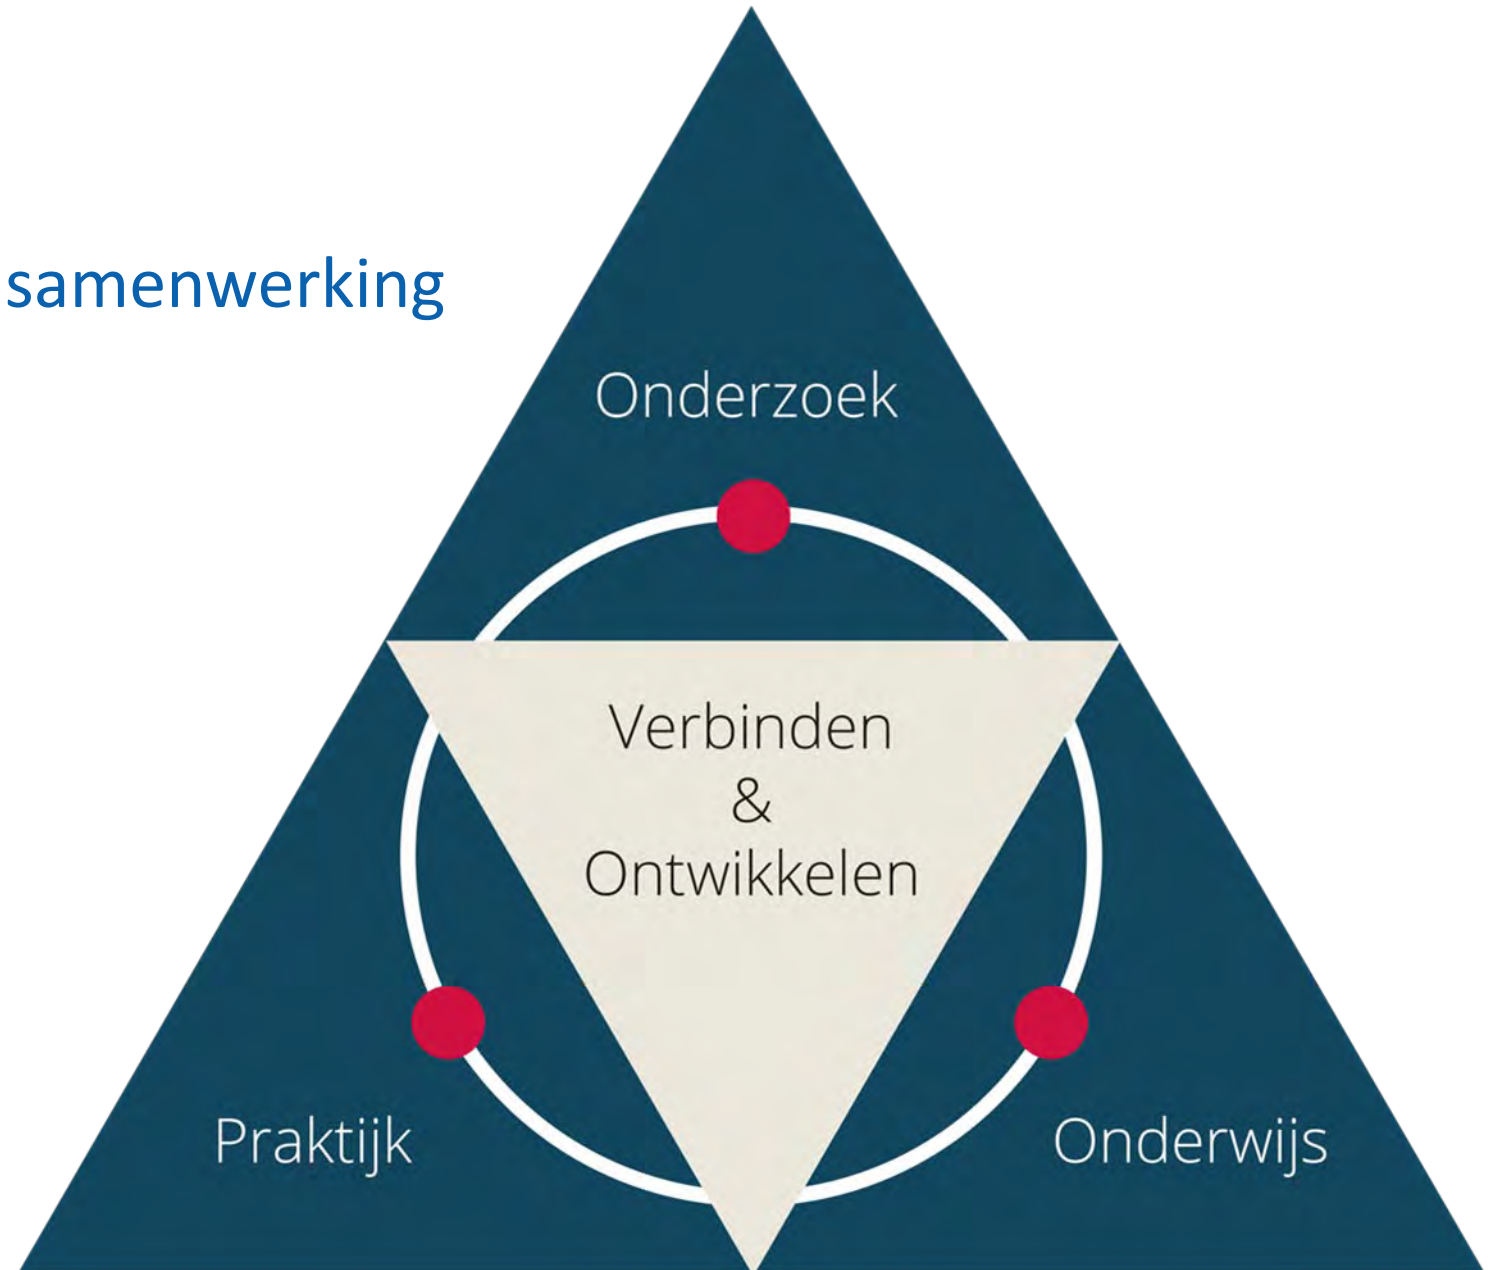 samenwerking
Onderzoek
Verbinden
&
Ontwikkelen
Praktijk
Onderwijs